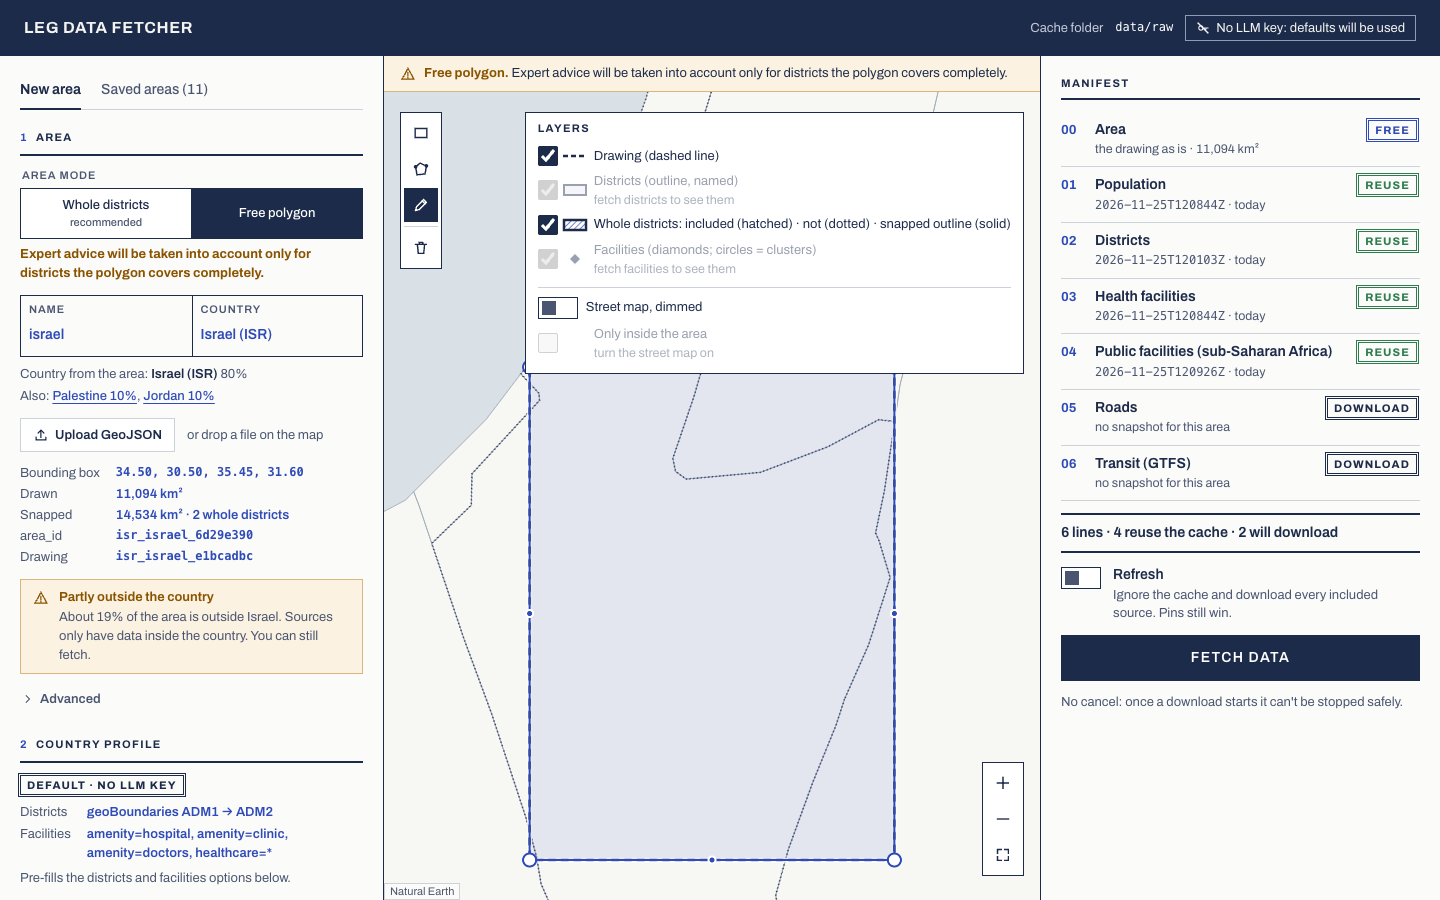 LEG DATA FETCHER
Cache folder data/raw No LLM key: defaults will be used
New area Saved areas (11)
1 AREA
AREA MODE
Whole districts
recommended
Free polygon
Expert advice will be taken into account only for
districts the polygon covers completely.
NAME
israel
COUNTRY
Israel (ISR)
Country from the area: Israel (ISR) 80%
Also: Palestine 10%, Jordan 10%
Upload GeoJSON or drop a file on the map
Bounding box 34.50, 30.50, 35.45, 31.60
Drawn 11,094 km²
Snapped 14,534 km² · 2 whole districts
area_id isr_israel_6d29e390
Drawing isr_israel_e1bcadbc
Partly outside the country
About 19% of the area is outside Israel. Sources
only have data inside the country. You can still
fetch.
Advanced
2 COUNTRY PROFILE
DEFAULT · NO LLM KEY
Districts geoBoundaries ADM1 → ADM2
Facilities amenity=hospital, amenity=clinic,
amenity=doctors, healthcare=*
Pre-fills the districts and facilities options below.
Free polygon. Expert advice will be taken into account only for districts the polygon covers completely.
LAYERS
Drawing (dashed line)
Districts (outline, named)
fetch districts to see them
Whole districts: included (hatched) · not (dotted) · snapped outline (solid)
Facilities (diamonds; circles = clusters)
fetch facilities to see them
Street map, dimmed
Only inside the area
turn the street map on
Natural Earth
MANIFEST
00 Area FREE
the drawing as is · 11,094 km²
01 Population REUSE
2026-11-25T120844Z · today
02 Districts REUSE
2026-11-25T120103Z · today
03 Health facilities REUSE
2026-11-25T120844Z · today
04 Public facilities (sub-Saharan Africa) REUSE
2026-11-25T120926Z · today
05 Roads DOWNLOAD
no snapshot for this area
06 Transit (GTFS) DOWNLOAD
no snapshot for this area
6 lines · 4 reuse the cache · 2 will download
Refresh
Ignore the cache and download every included
source. Pins still win.
FETCH DATA
No cancel: once a download starts it can't be stopped safely.